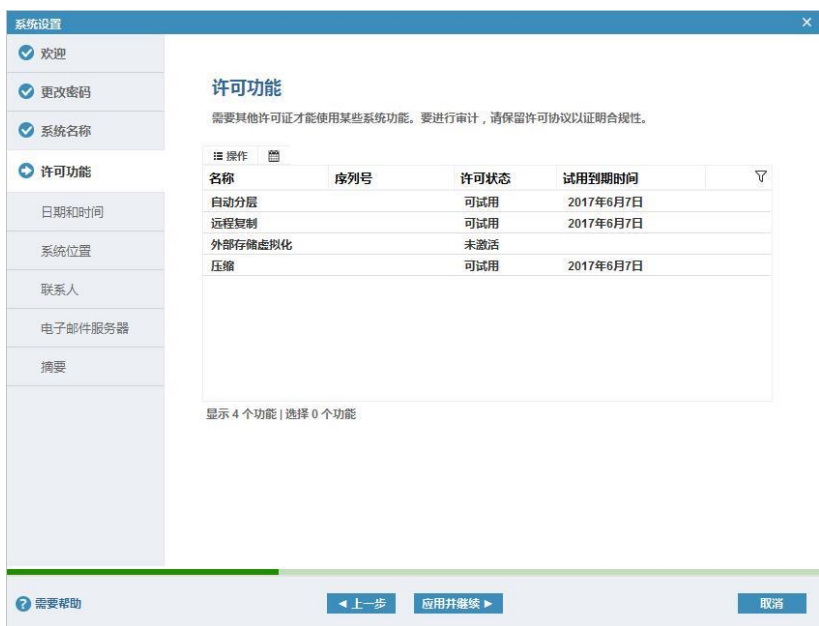 系统设置
欢迎
更改密码
系统名称
许可功能
日期和时间
系统位置
联系人
电子邮件服务器
摘要
许可功能
需要其他许可证才能使用某些系统功能。要进行审计，请保留许可协议以证明合规性。
操作
名称 序列号 许可状态 试用到期时间
自动分层 可试用 2017年6月7日
远程复制 可试用 2017年6月7日
外部存储虚拟化 未激活
压缩 可试用 2017年6月7日
显示 4 个功能 | 选择 0 个功能
需要帮助
上一步
应用并继续
取消